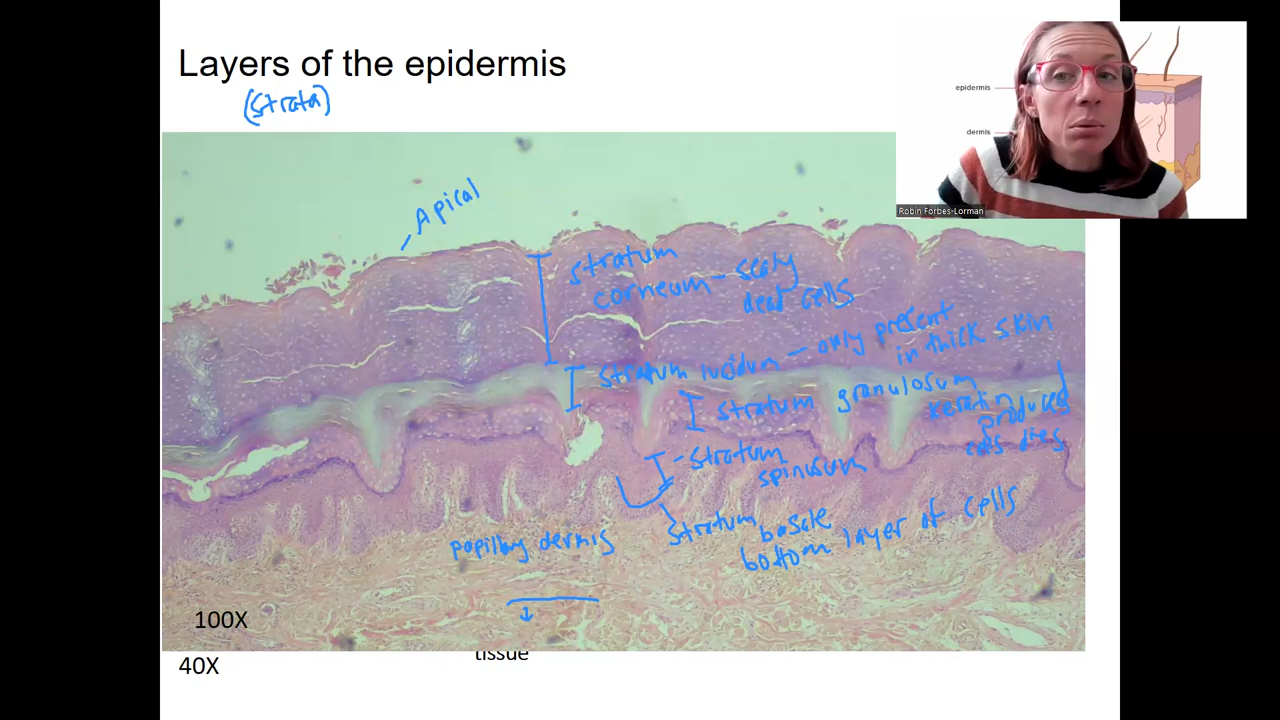 Layers of the epidermis
(strata)
epidermis
dermis
Robin Forbes-Lorman
Apical
stratum
corneum - scaly
dead cells
stratum lucidum - only present
in thick skin
stratum granulosum
keratin
produced
cells dies
- stratum
spinosum
stratum basale
bottom layer of cells
papillary dermis
100X
40X
tissue